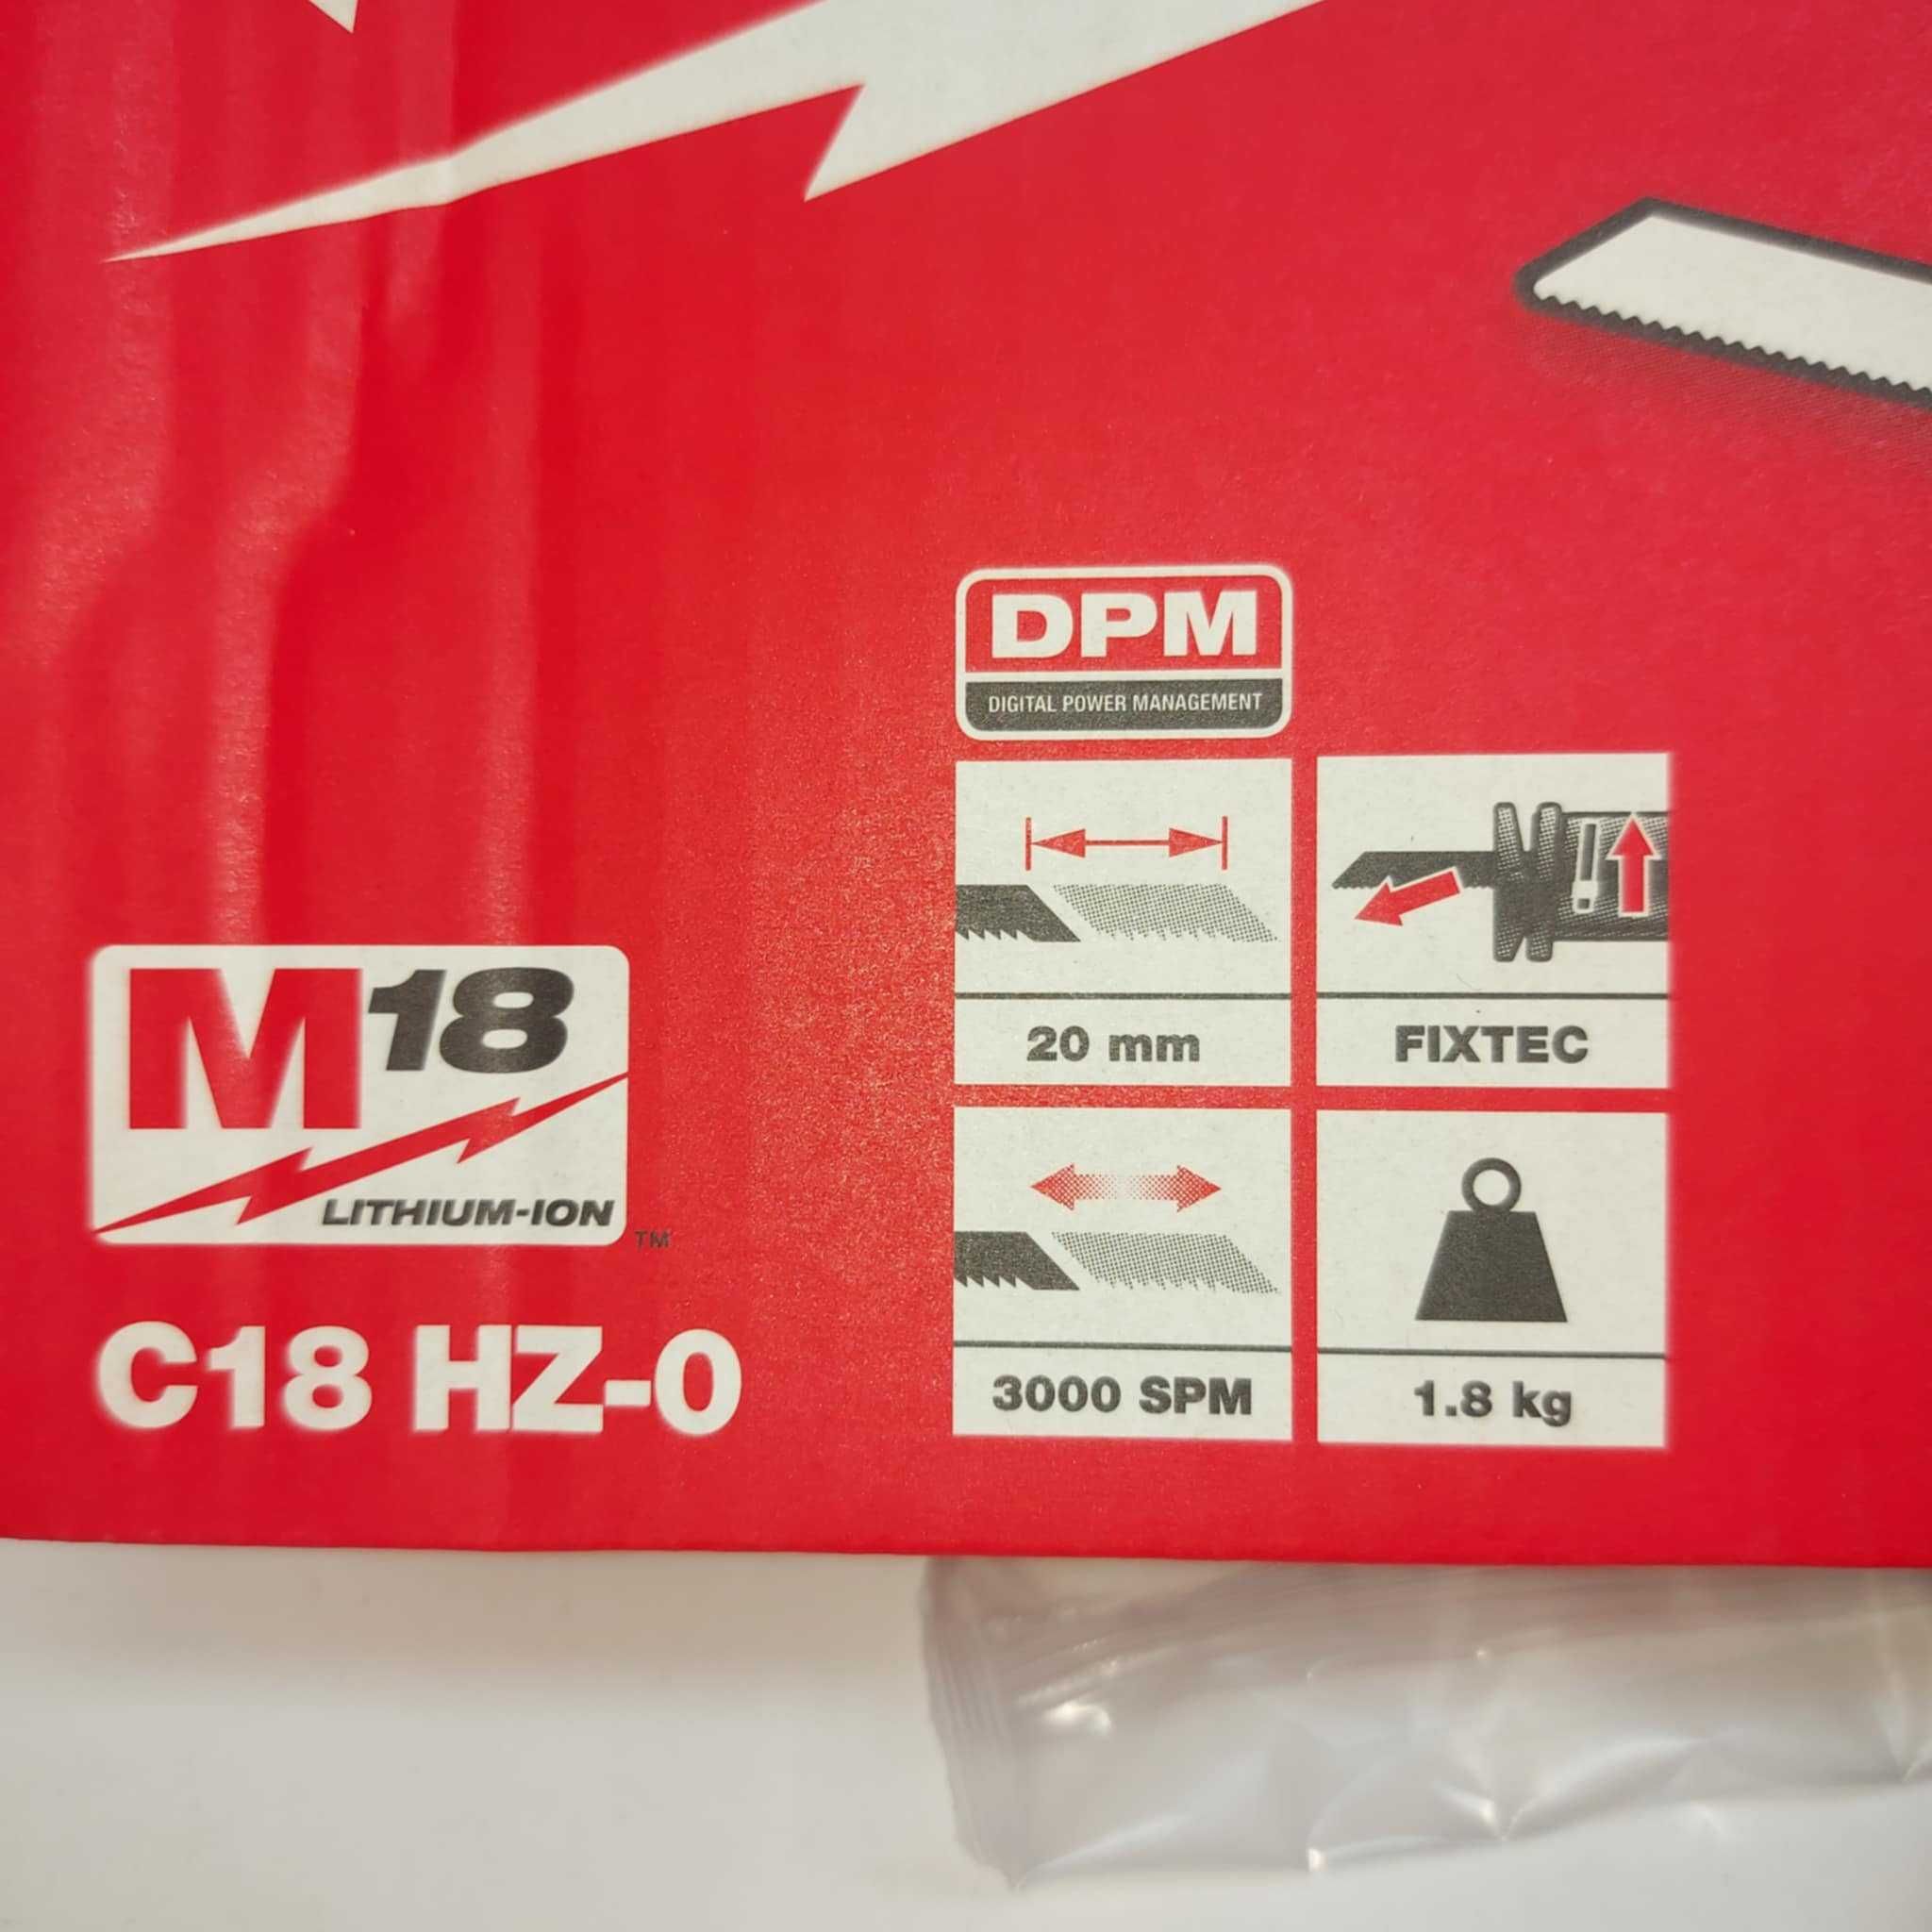 DPM
DIGITAL POWER MANAGEMENT
20 mm
FIXTEC
M18
LITHIUM-ION
TM
C18 HZ-0
3000 SPM
1.8 kg